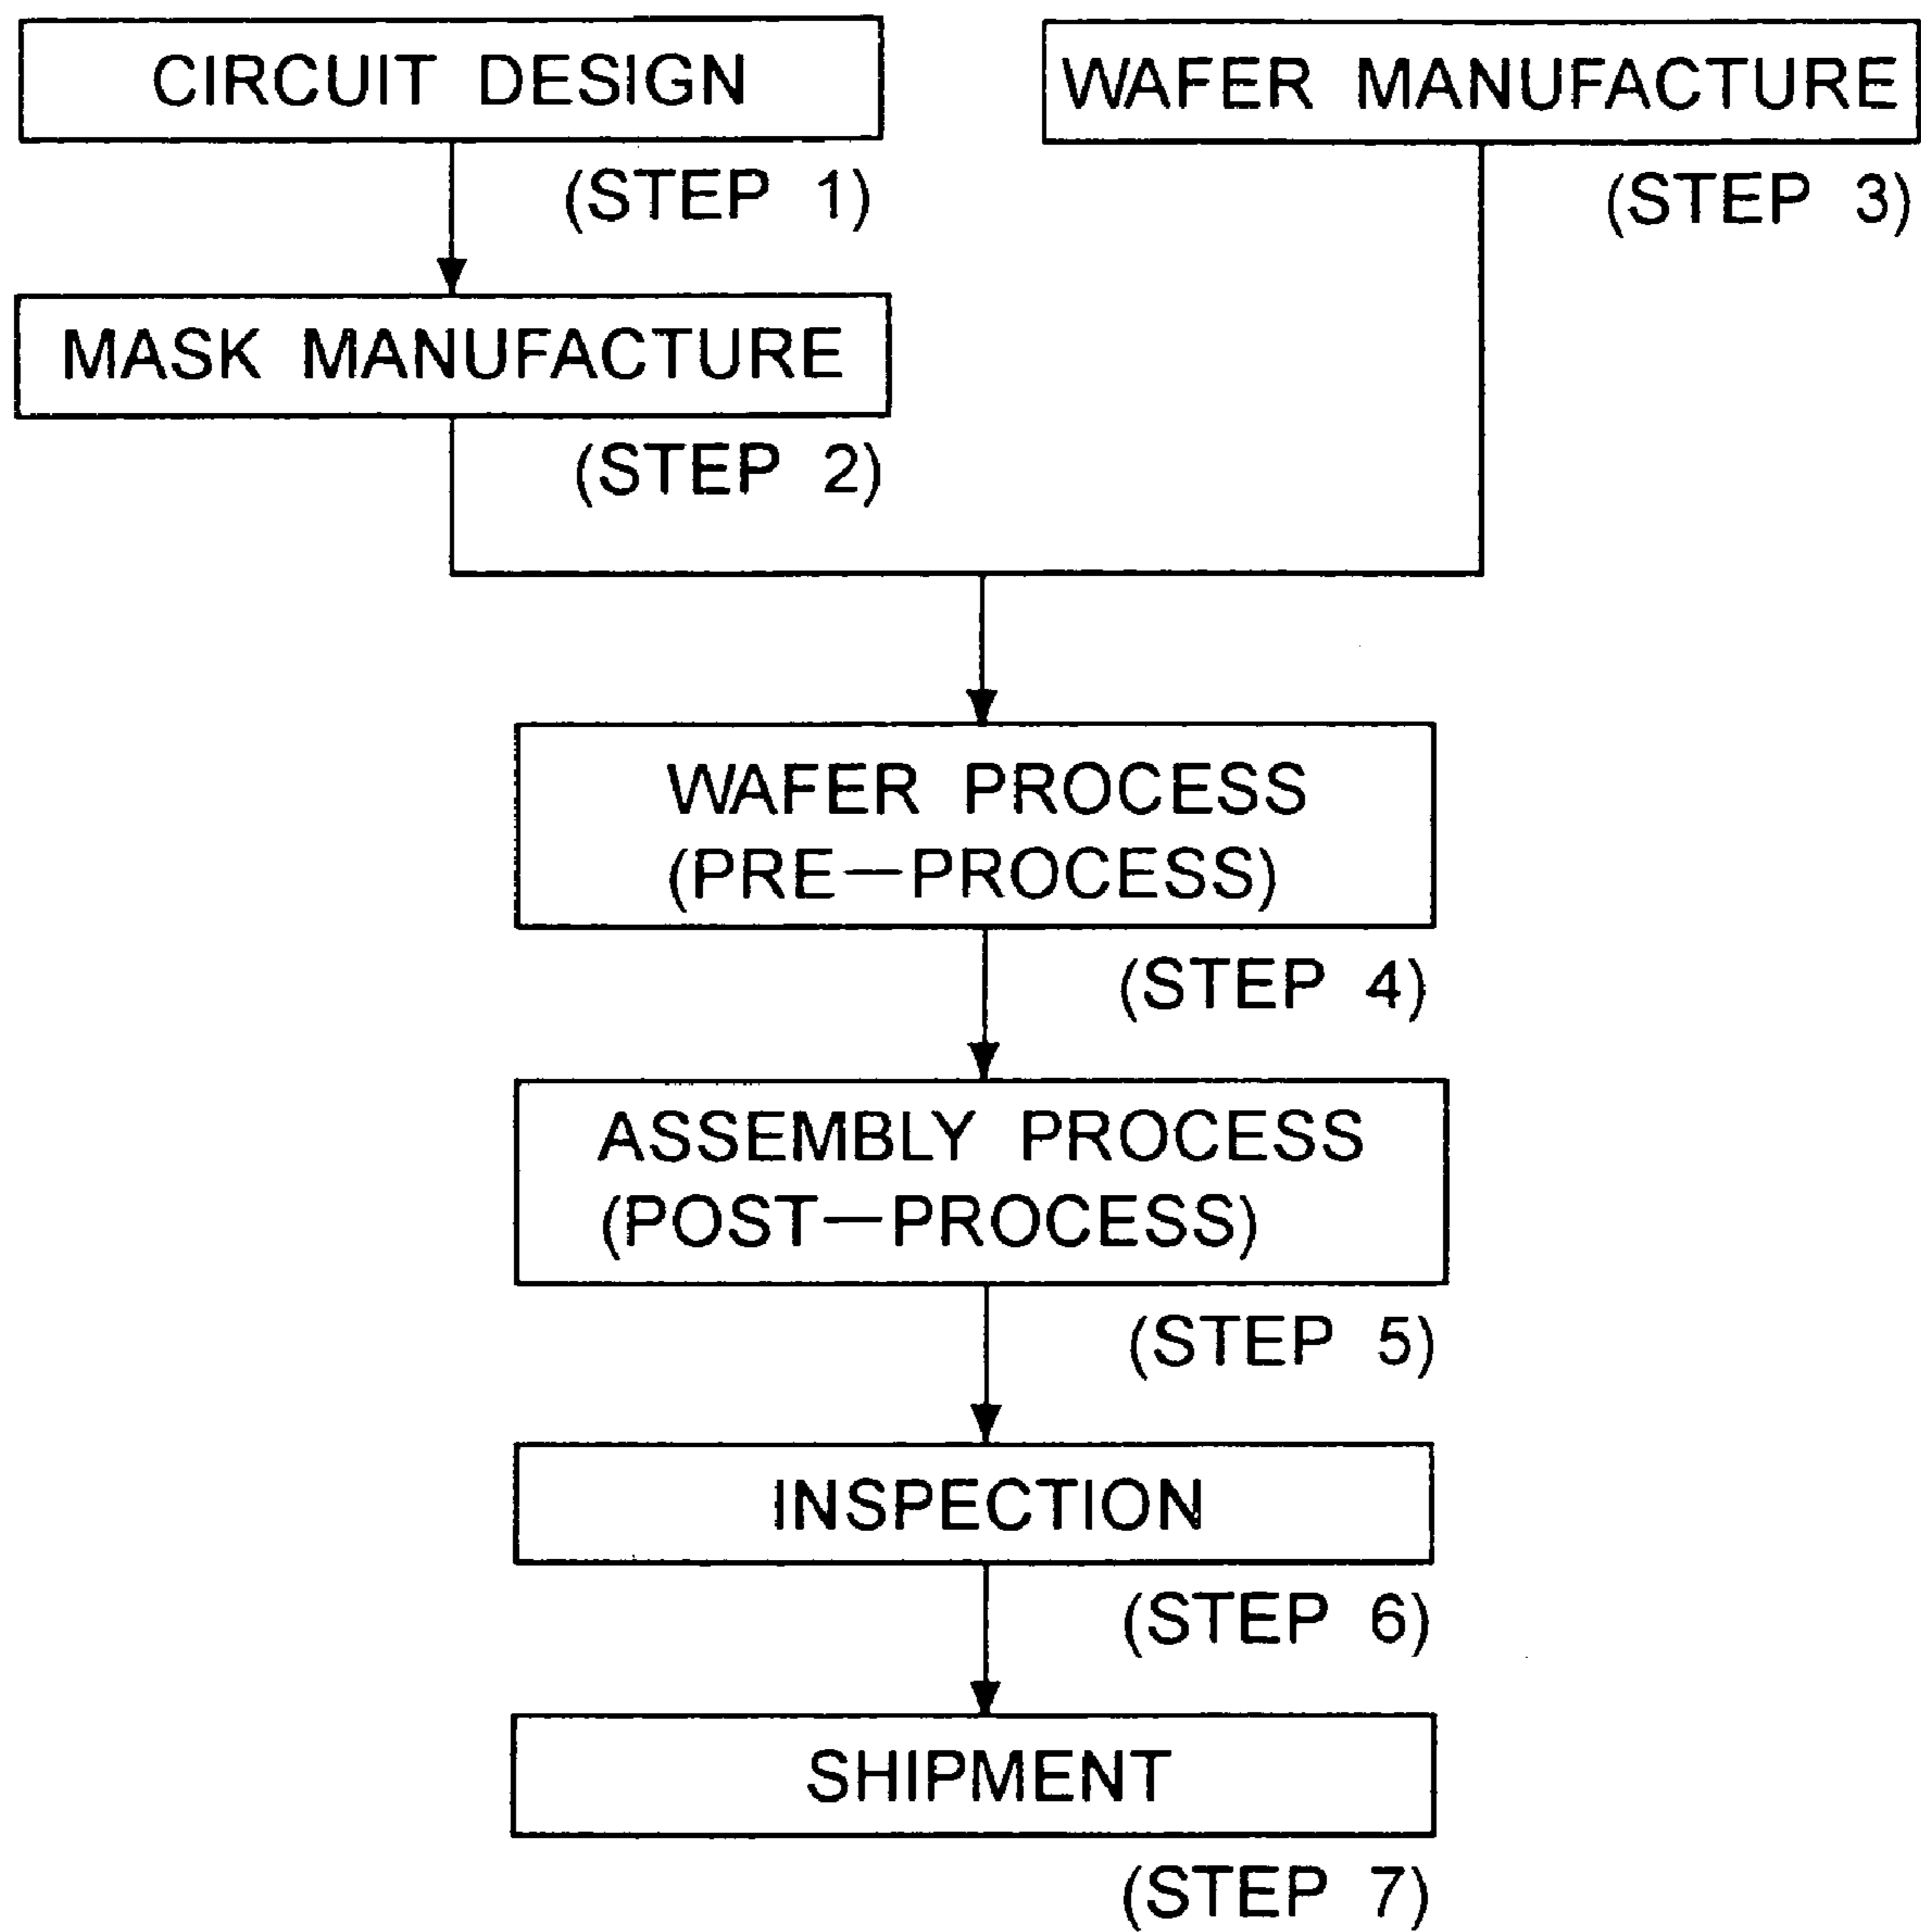 CIRCUIT DESIGN
(STEP 1)
WAFER MANUFACTURE
(STEP 3)
MASK MANUFACTURE
(STEP 2)
WAFER PROCESS
(PRE—PROCESS)
(STEP 4)
ASSEMBLY PROCESS
(POST—PROCESS)
(STEP 5)
INSPECTION
(STEP 6)
SHIPMENT
(STEP 7)